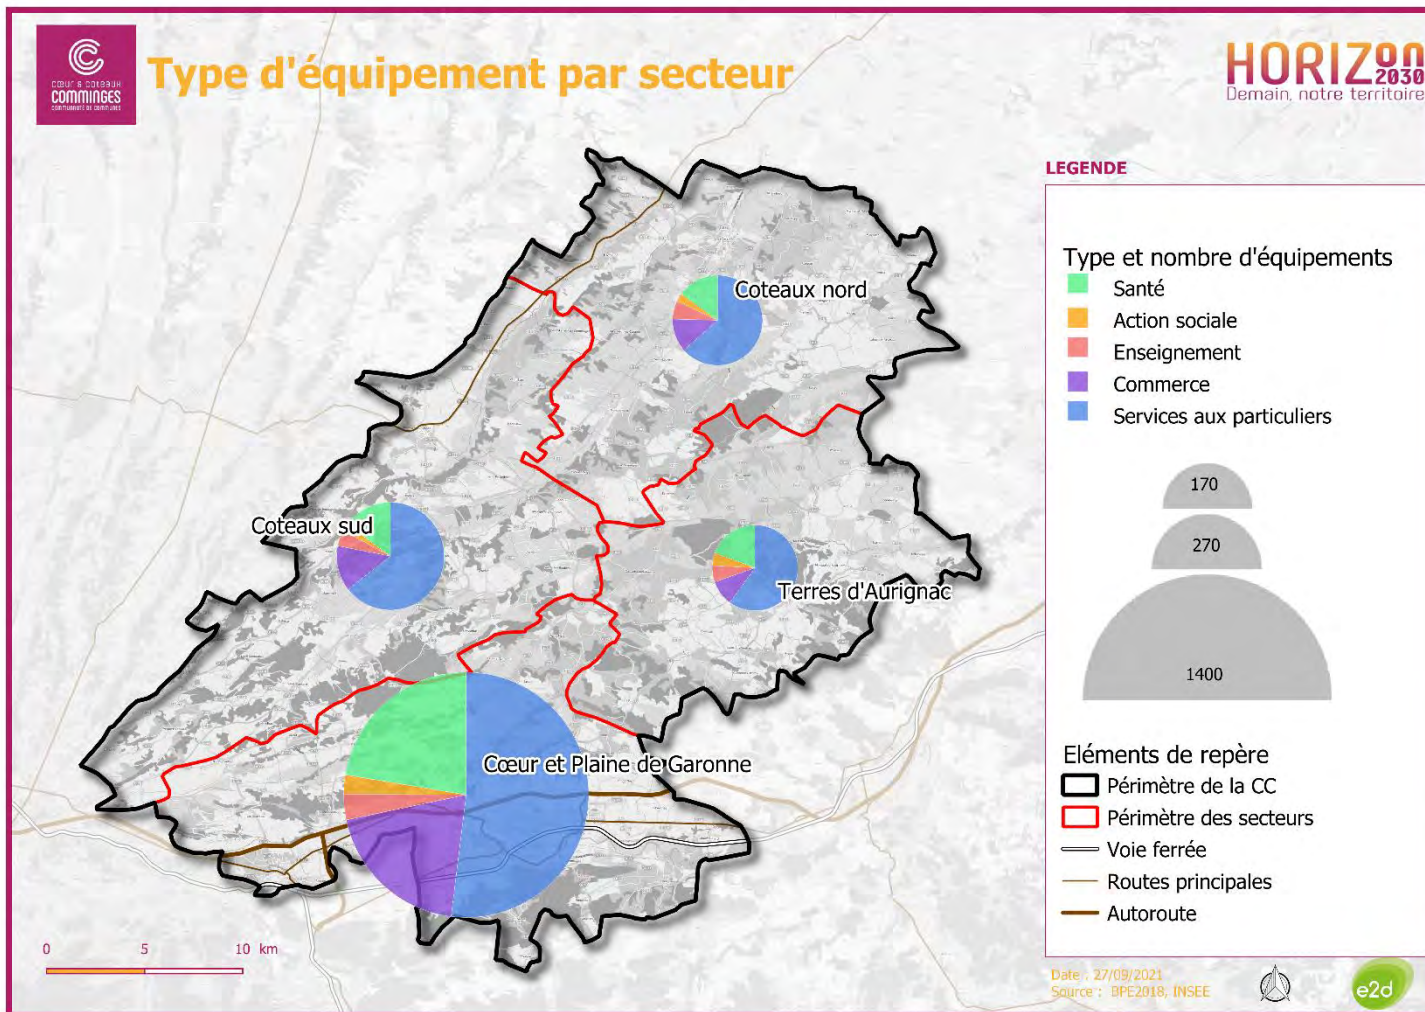 CŒUR & COTEAUX
COMMINGES
COMMUNAUTÉ DE COMMUNES
Type d'équipement par secteur
HORIZON
2030
Demain, notre territoire
LEGENDE
Type et nombre d'équipements
Santé
Action sociale
Enseignement
Commerce
Services aux particuliers
170
270
1400
Eléments de repère
Périmètre de la CC
Périmètre des secteurs
Voie ferrée
Routes principales
Autoroute
Coteaux nord
Coteaux sud
Terres d'Aurignac
Cœur et Plaine de Garonne
0 5 10 km
Date : 27/09/2021
Source : BPE2018, INSEE
e2d